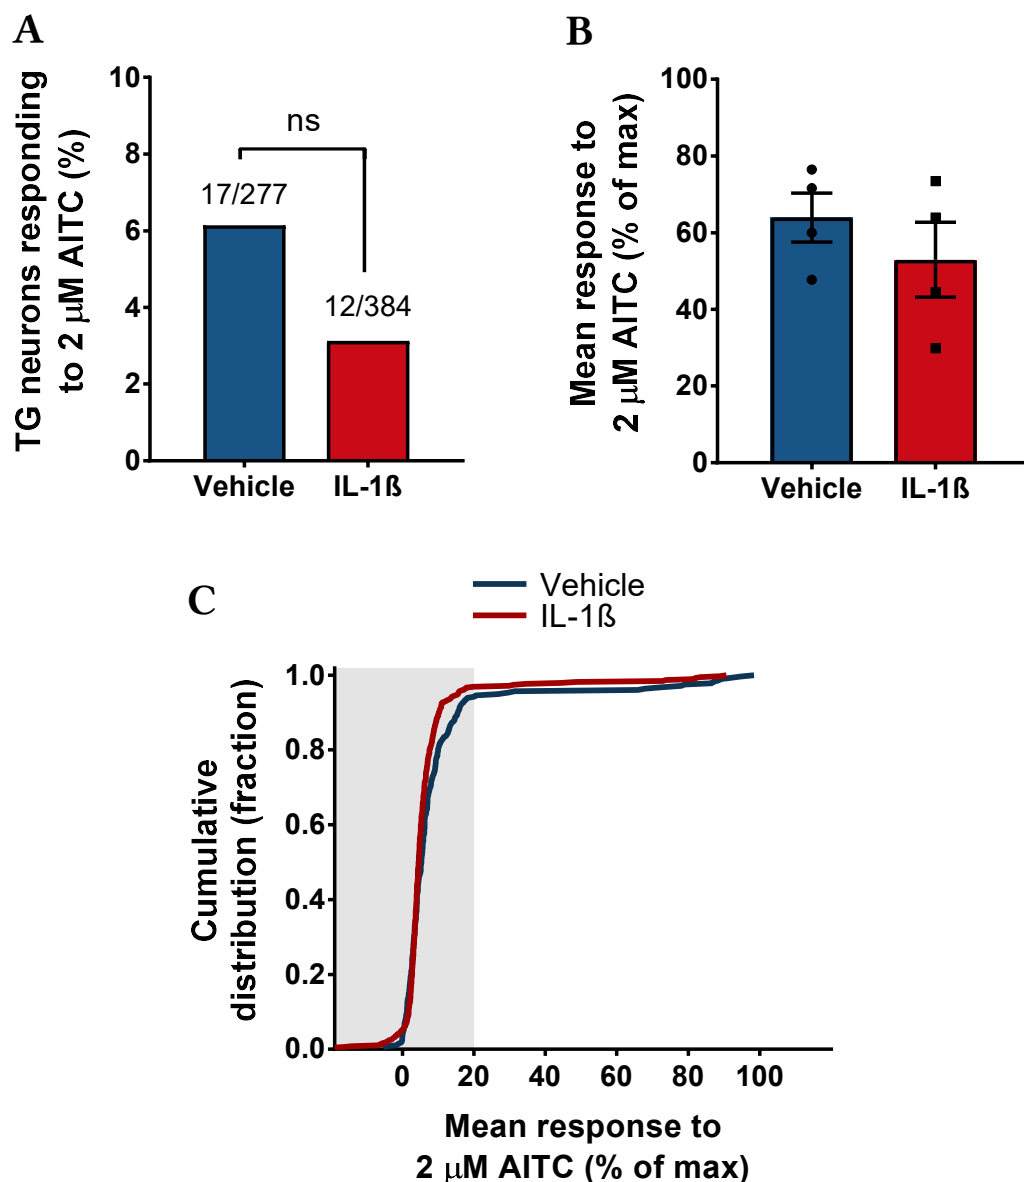 A
TG neurons responding
to 2 μM AITC (%)
10
8
6
4
2
0
ns
17/277
12/384
Vehicle
IL-1ß
B
Mean response to
2 μM AITC (% of max)
100
80
60
40
20
0
Vehicle
IL-1ß
C
Vehicle
IL-1ß
Cumulative
distribution (fraction)
1.0
0.8
0.6
0.4
0.2
0.0
0
20
40
60
80
100
Mean response to
2 μM AITC (% of max)